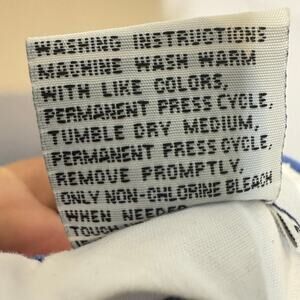 WASHING INSTRUCTIONS
MACHINE WASH WARM
WITH LIKE COLORS,
PERMANENT PRESS CYCLE,
TUMBLE DRY MEDIUM,
PERMANENT PRESS CYCLE,
REMOVE PROMPTLY,
ONLY NON-CHLORINE BLEACH
WHEN NEEDED
TOUCH